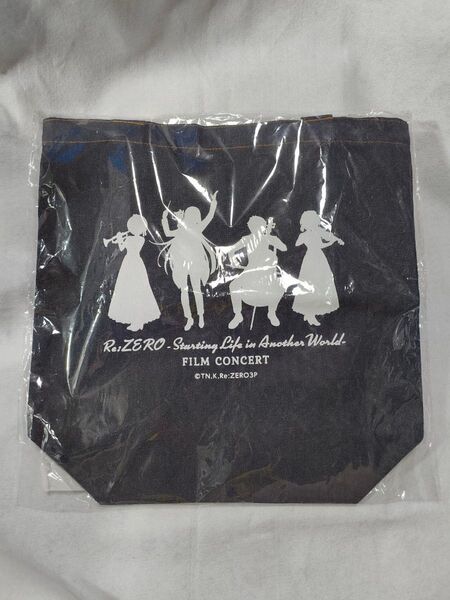 Re:ZERO -Starting Life in Another World-
FILM CONCERT
©TN,K,Re:ZERO3P